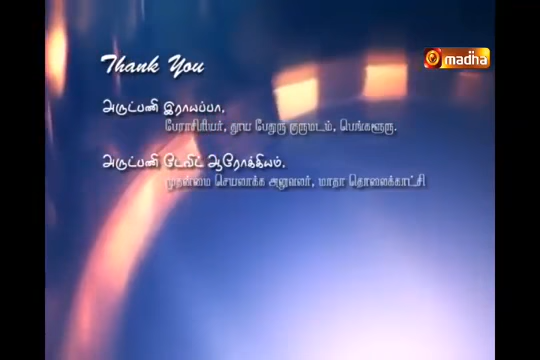 madha
Thank You
அருட்பணி இராயப்பா,
பேராசிரியர், தூய பேதுரு குருமடம், பெங்களூரு.
அருட்பணி டேவிட் ஆரோக்கியம்,
முதன்மை செயலாக்க அலுவலர், மாதா தொலைக்காட்சி